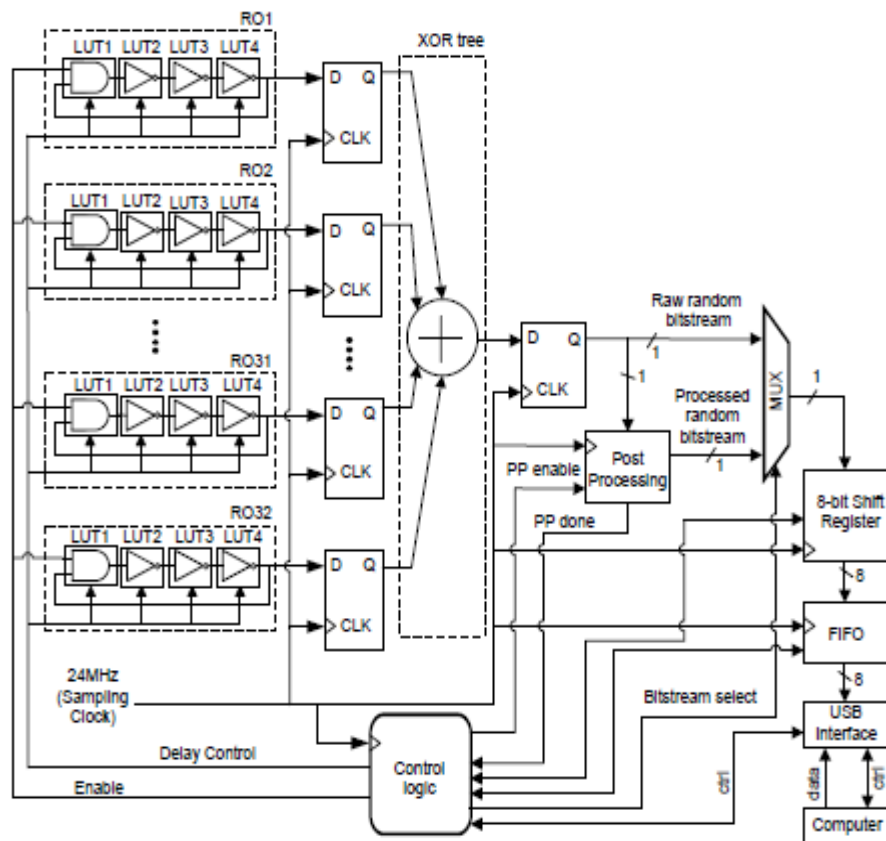 RO1
LUT1 LUT2 LUT3 LUT4
D Q
CLK
XOR tree
RO2
LUT1 LUT2 LUT3 LUT4
D Q
CLK
RO31
LUT1 LUT2 LUT3 LUT4
D Q
CLK
RO32
LUT1 LUT2 LUT3 LUT4
D Q
CLK
D Q
CLK
Raw random
bitstream
1
1
Processed
random
bitstream
1
MUX
1
PP enable
Post
Processing
PP done
8-bit Shift
Register
8
FIFO
8
24MHz
(Sampling
Clock)
Bitstream select
USB
Interface
Delay Control
Control
logic
Enable
ctrl
data
ctrl
Computer